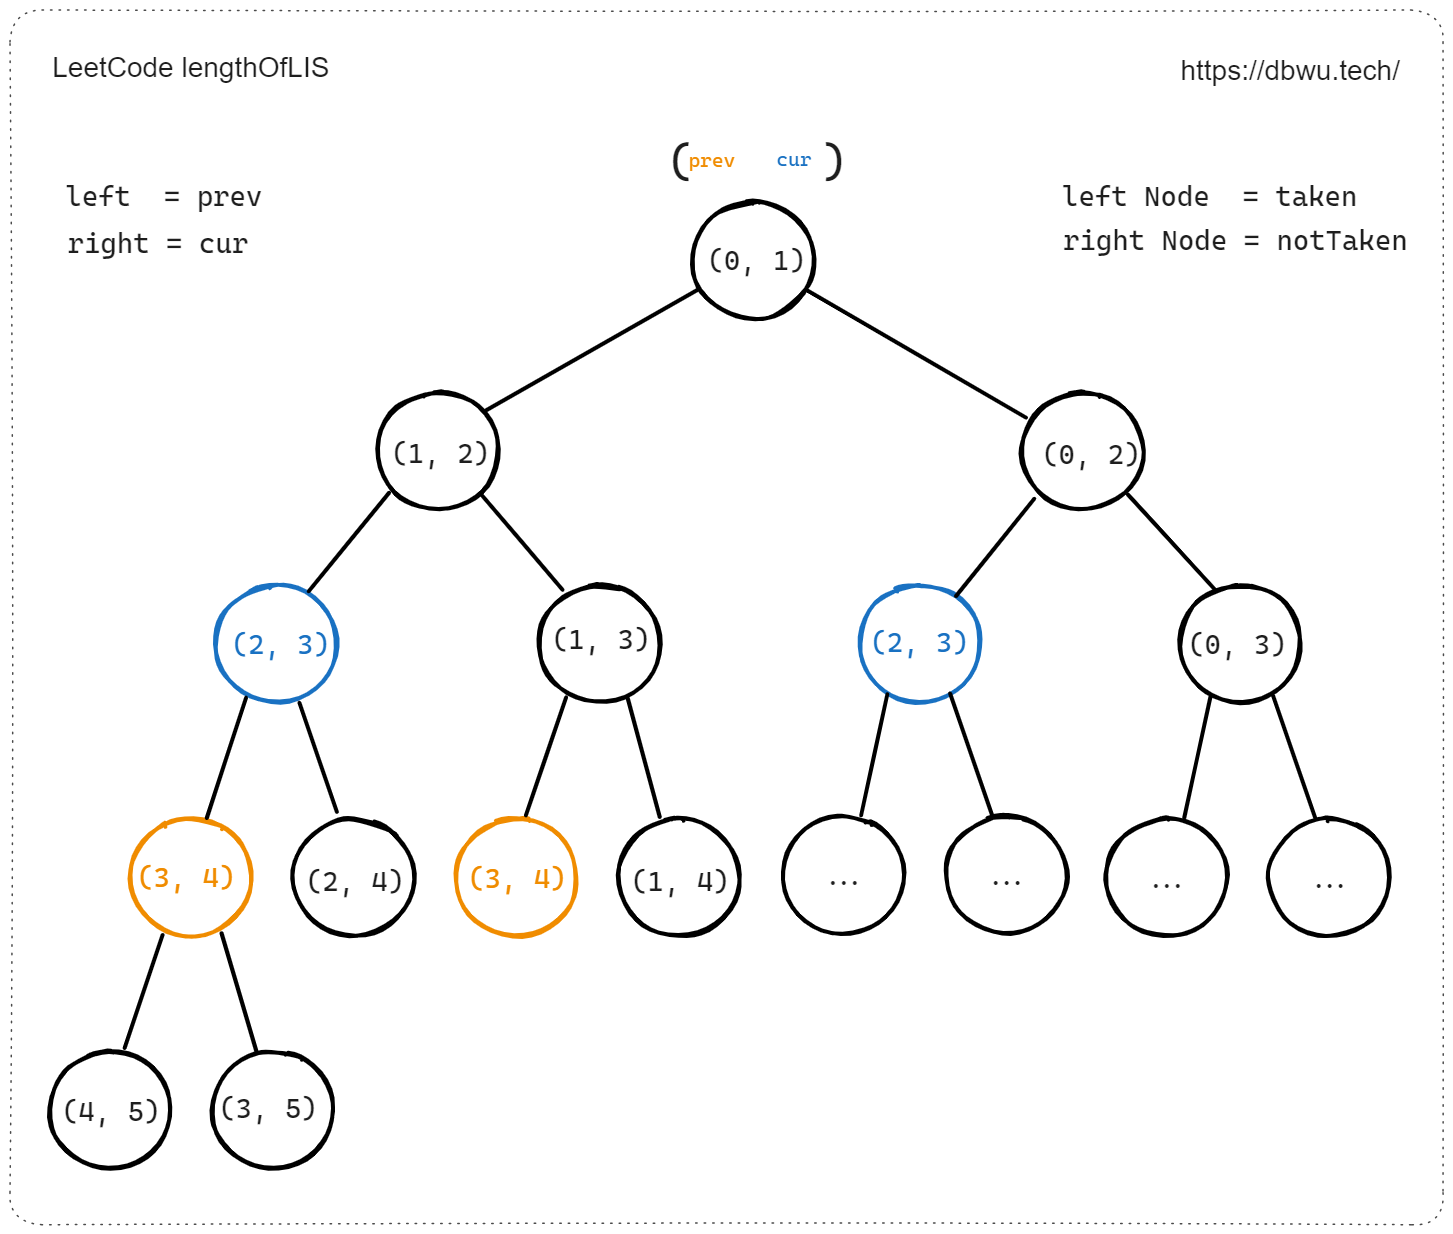 LeetCode lengthOfLIS
https://dbwu.tech/
(prev cur)
left = prev
left Node = taken
right = cur
right Node = notTaken
(0, 1)
(1, 2)
(0, 2)
(2, 3)
(1, 3)
(2, 3)
(0, 3)
(3, 4)
(2, 4)
(3, 4)
(1, 4)
...
...
...
...
(4, 5)
(3, 5)